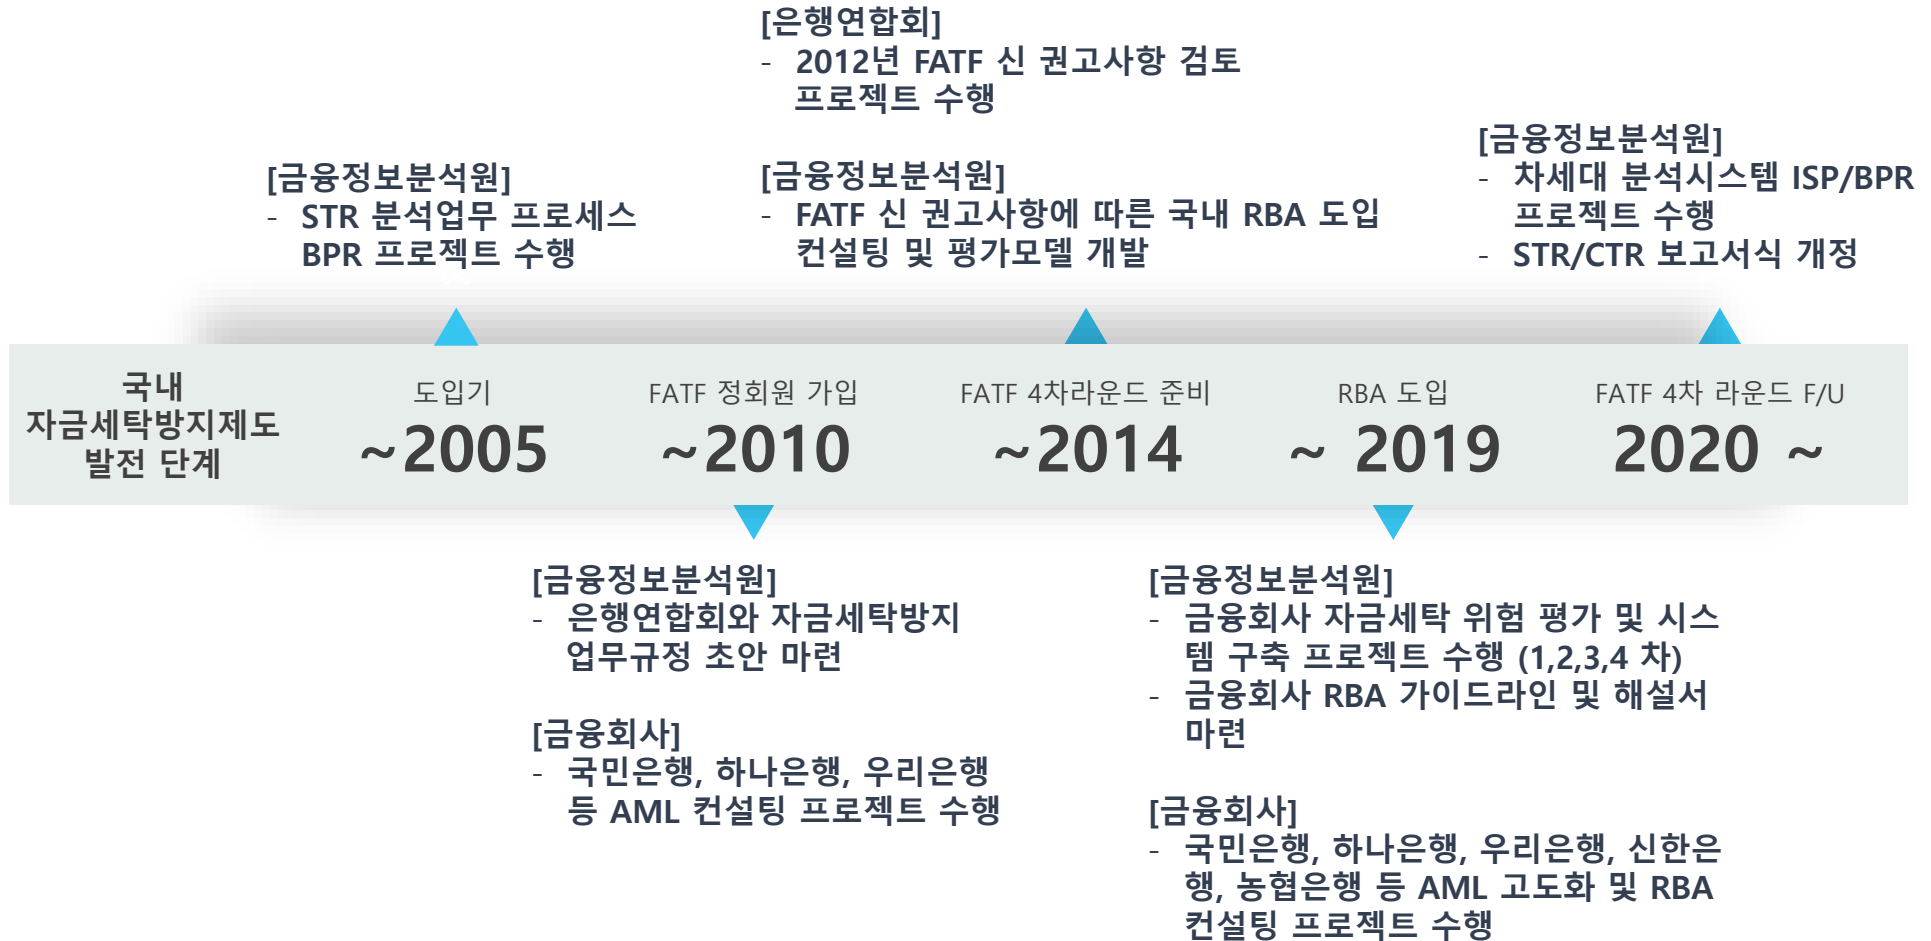 [은행연합회]
- 2012년 FATF 신 권고사항 검토
프로젝트 수행
[금융정보분석원]
- STR 분석업무 프로세스
BPR 프로젝트 수행
[금융정보분석원]
- FATF 신 권고사항에 따른 국내 RBA 도입
컨설팅 및 평가모델 개발
[금융정보분석원]
- 차세대 분석시스템 ISP/BPR
프로젝트 수행
- STR/CTR 보고서식 개정
국내
자금세탁방지제도
발전 단계
도입기
~2005
FATF 정회원 가입
~2010
FATF 4차라운드 준비
~2014
RBA 도입
~ 2019
FATF 4차 라운드 F/U
2020 ~
[금융정보분석원]
- 은행연합회와 자금세탁방지
업무규정 초안 마련
[금융회사]
- 국민은행, 하나은행, 우리은행
등 AML 컨설팅 프로젝트 수행
[금융정보분석원]
- 금융회사 자금세탁 위험 평가 및 시스
템 구축 프로젝트 수행 (1,2,3,4 차)
- 금융회사 RBA 가이드라인 및 해설서
마련
[금융회사]
- 국민은행, 하나은행, 우리은행, 신한은
행, 농협은행 등 AML 고도화 및 RBA
컨설팅 프로젝트 수행